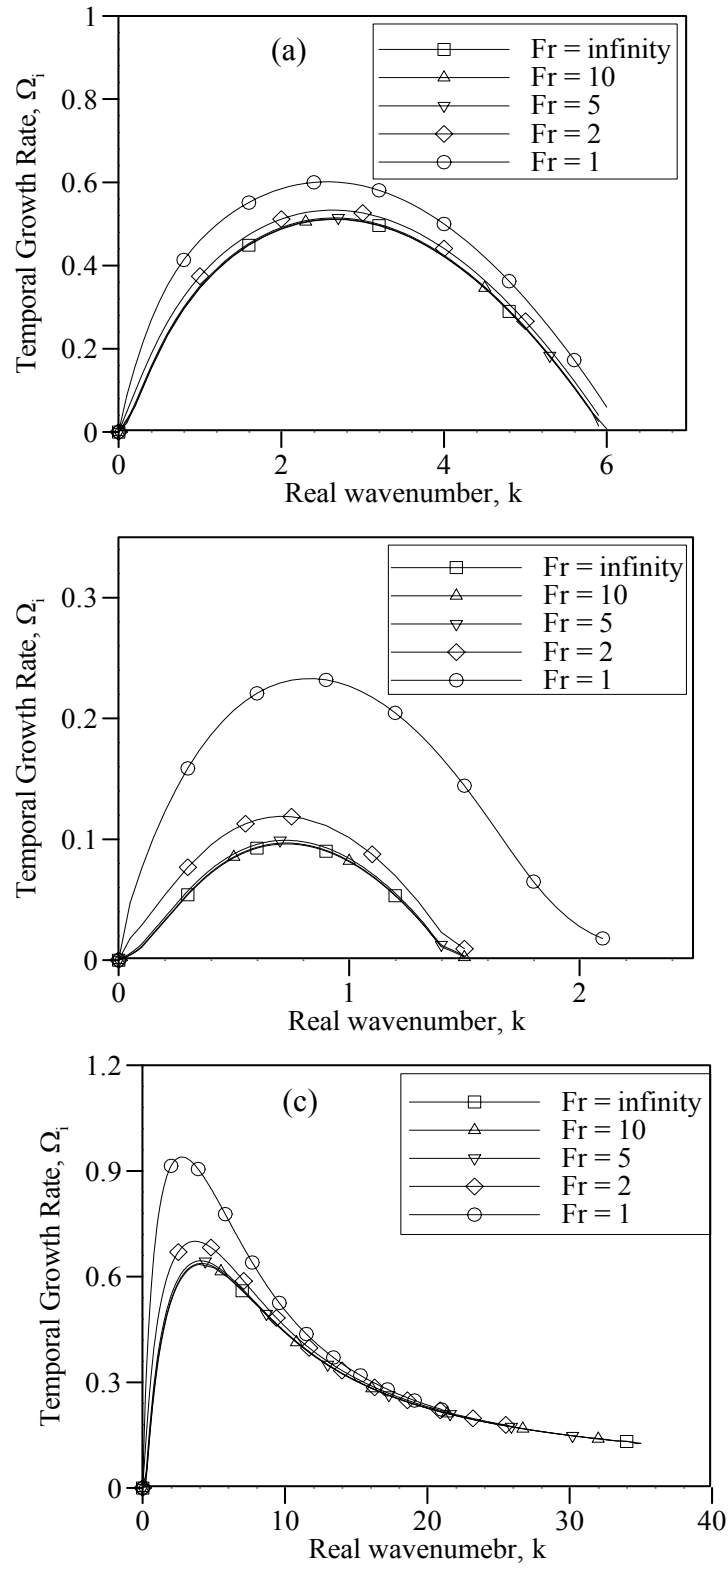 1
(a)
Fr = infinity
Fr = 10
Fr = 5
Fr = 2
Fr = 1
0.8
0.6
0.4
0.2
0
Temporal Growth Rate, Ωi
0 2 4 6
Real wavenumber, k
Fr = infinity
Fr = 10
Fr = 5
Fr = 2
Fr = 1
0.3
0.2
0.1
0
Temporal Growth Rate, Ωi
0 1 2
Real wavenumber, k
1.2
(c)
Fr = infinity
Fr = 10
Fr = 5
Fr = 2
Fr = 1
0.9
0.6
0.3
0
Temporal Growth Rate, Ωi
0 10 20 30 40
Real wavenumebr, k